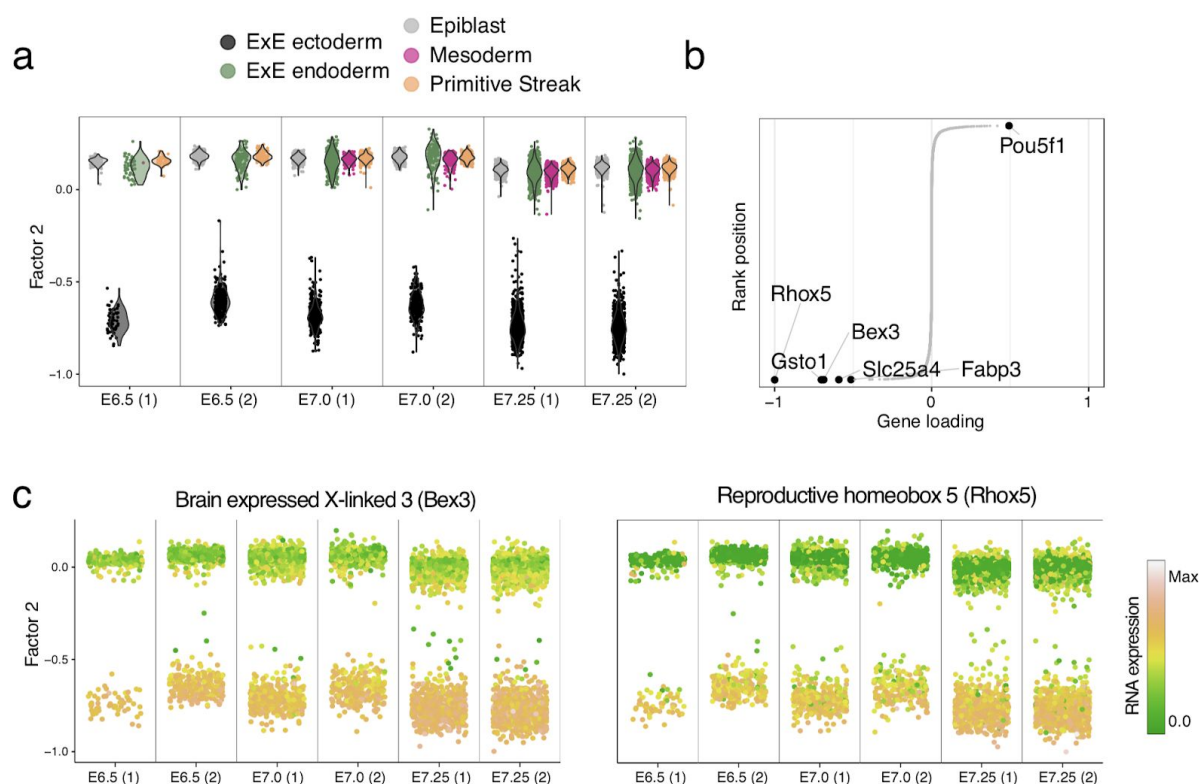 a
ExE ectoderm
ExE endoderm
Epiblast
Mesoderm
Primitive Streak
Factor 2
0.0
−0.5
−1.0
E6.5 (1)
E6.5 (2)
E7.0 (1)
E7.0 (2)
E7.25 (1)
E7.25 (2)
b
Rank position
Pou5f1
Rhox5
Bex3
Gsto1
Slc25a4
Fabp3
−1
0
1
Gene loading
c
Brain expressed X-linked 3 (Bex3)
Factor 2
0.0
−0.5
−1.0
E6.5 (1)
E6.5 (2)
E7.0 (1)
E7.0 (2)
E7.25 (1)
E7.25 (2)
Reproductive homeobox 5 (Rhox5)
E6.5 (1)
E6.5 (2)
E7.0 (1)
E7.0 (2)
E7.25 (1)
E7.25 (2)
RNA expression
Max
0.0